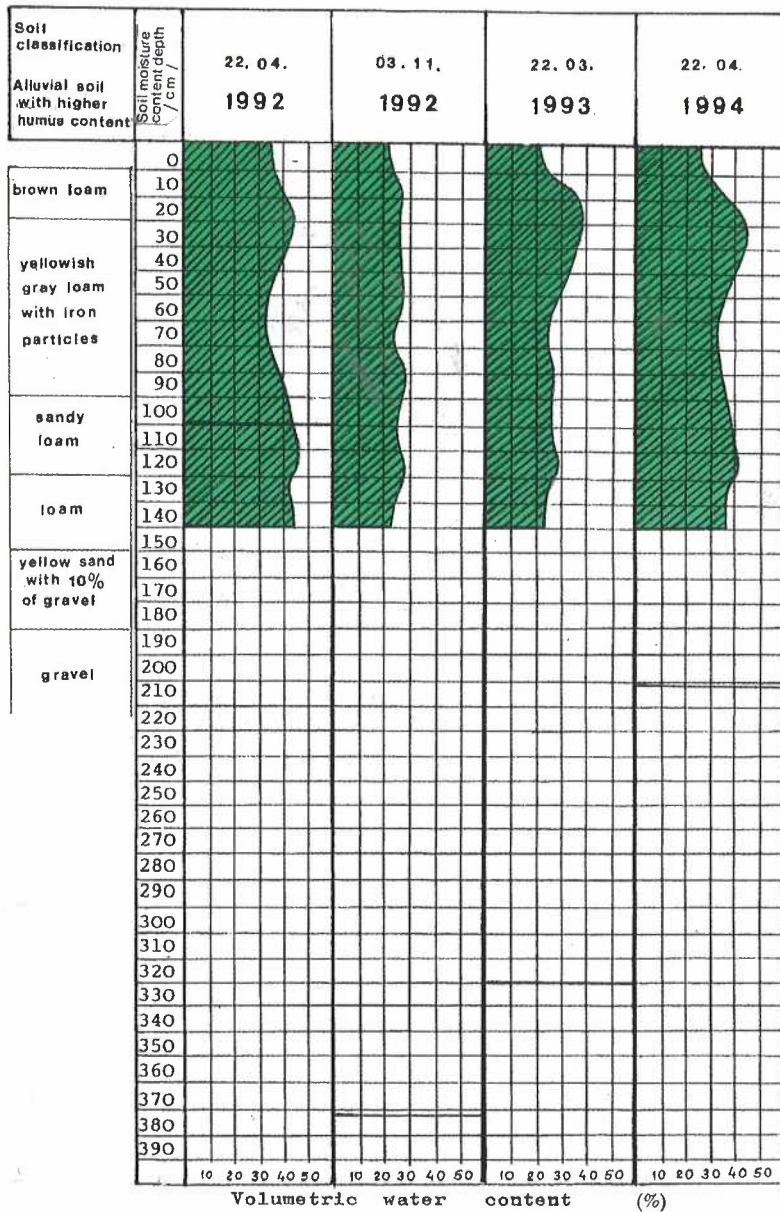 Soil
classification
Alluvial soil
with higher
humus content
Soil moisture
content depth
/cm/
22. 04.
1992
03. 11.
1992
22. 03.
1993
22. 04.
1994
brown loam
yellowish
gray loam
with iron
particles
sandy
loam
loam
yellow sand
with 10%
of gravel
gravel
0
10
20
30
40
50
60
70
80
90
100
110
120
130
140
150
160
170
180
190
200
210
220
230
240
250
260
270
280
290
300
310
320
330
340
350
360
370
380
390
10 20 30 40 50 10 20 30 40 50 10 20 30 40 50 10 20 30 40 50
Volumetric water content (%)